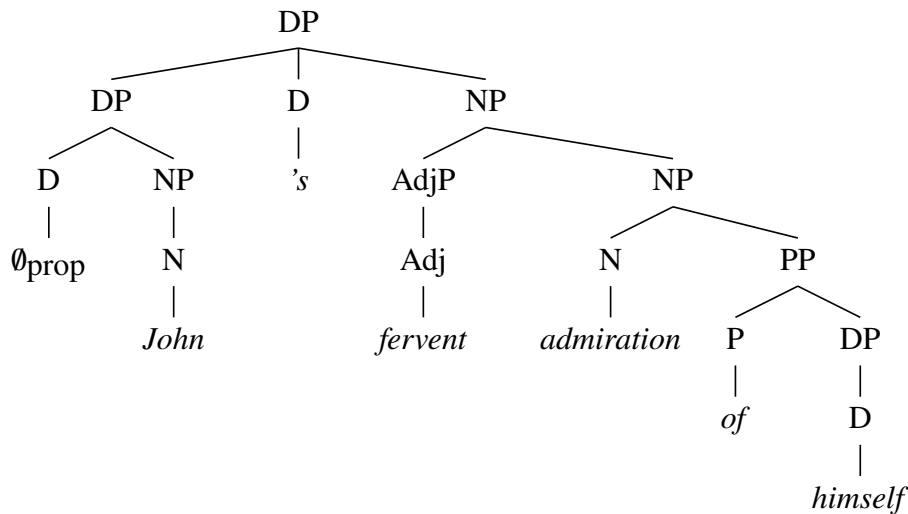 DP
DP D NP
D NP 's AdjP NP
∅prop N Adj N PP
John fervent admiration P DP
of D
himself